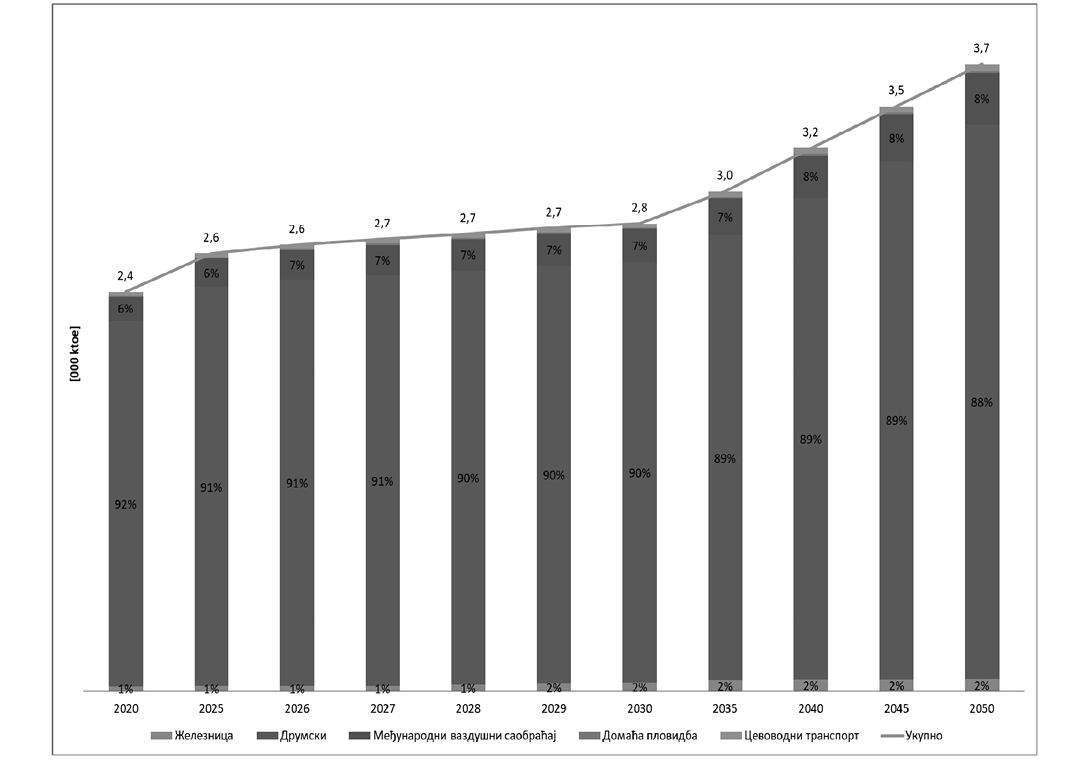 3,7
3,5
3,2
3,0
2,8
2,7
2,7
2,7
2,6
2,6
2,4
6% 6% 7% 7% 7% 7% 7% 7% 8% 8% 8%
[000 ktoe]
92% 91% 91% 91% 90% 90% 90% 89% 89% 89% 88%
1% 1% 1% 1% 1% 2% 2% 2% 2% 2% 2%
2020 2025 2026 2027 2028 2029 2030 2035 2040 2045 2050
Железница Друмски Међународни ваздушни саобраћај Домаћа пловидба Цевоводни транспорт Укупно